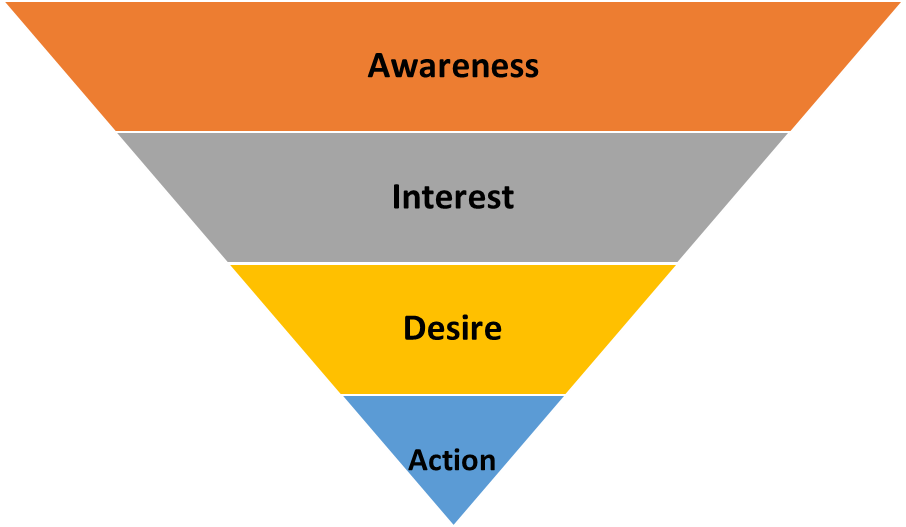 Awareness
Interest
Desire
Action